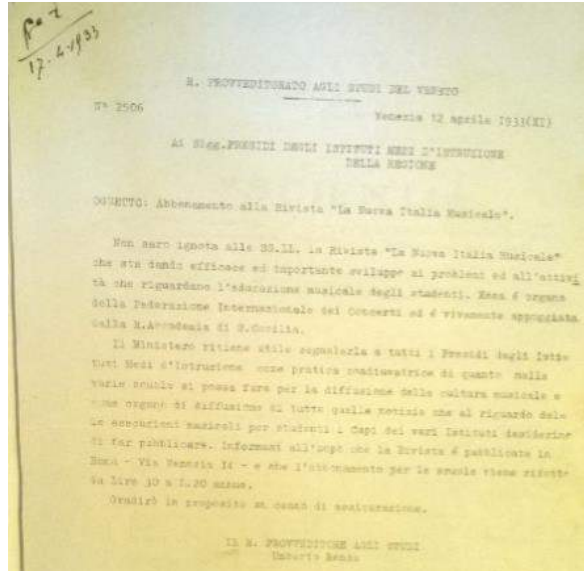 17.4.1933
R. PROVVEDITORATO AGLI STUDI DEL VENETO
N° 2506
Venezia 12 aprile 1933(XI)
Ai Sigg.PRESIDI DEGLI ISTITUTI MEDI D'ISTRUZIONE
DELLA REGIONE
OGGETTO: Abbonamento alla Rivista "La Nuova Italia Musicale".
Non sarà ignota alle SS.LL. la Rivista "La Nuova Italia Musicale"
che sta dando efficace ed importante sviluppo ai problemi ed all'attivi
tà che riguardano l'educazione musicale degli studenti. Essa é organo
della Federazione Internazionale dei Concerti ed é vivamente appoggiata
dalla R.Accademia di S.Cecilia.
Il Ministero ritiene utile segnalarla a tutti i Presidi degli Isti-
tuti Medi d'Istruzione come pratica di quanto nelle
varie scuole si possa fare per la diffusione della cultura musicale e
come organo di diffusione di tutte quelle notizie che al riguardo del-
le esecuzioni musicali per studenti i Capi dei vari Istituti desiderino
di far pubblicare. Informasi all'uopo che la Rivista é pubblicata in
Roma - Via Venezia - e che l'abbonamento per le scuole viene ridotto
da Lire 30 a L.20 annue.
Gradirò in proposito un cenno di assicurazione.
IL R. PROVVEDITORE AGLI STUDI
Umberto Renda